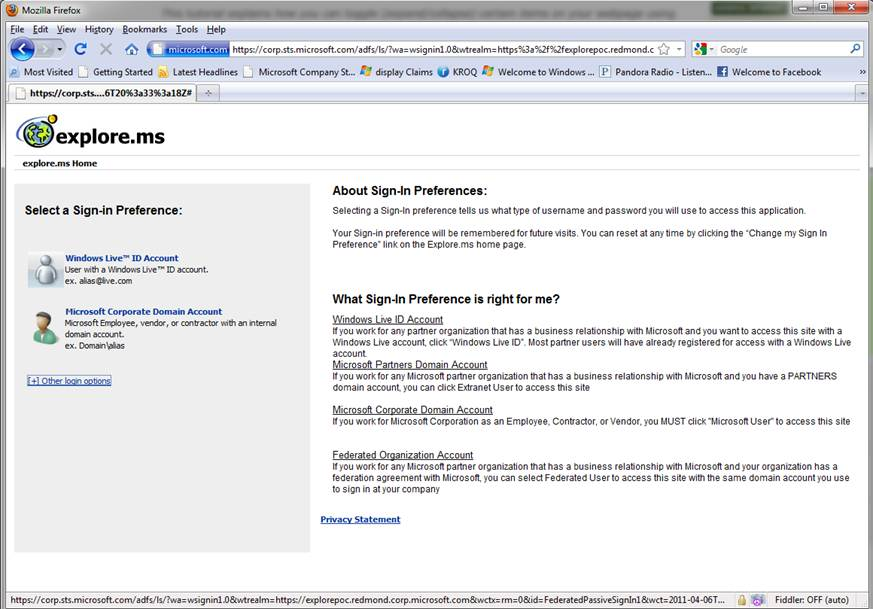 This tutorial explains how you can toggle certain items on your webpage using
Mozilla Firefox
File Edit View History Bookmarks Tools Help
microsoft.com https://corp.sts.microsoft.com/adfs/ls/?wa=wsignin1.0&wtrealm=https%3a%2f%2fexplorepoc.redmond.c
Google
Most Visited Getting Started Latest Headlines Microsoft Company St... display Claims KROQ Welcome to Windows ... Pandora Radio - Listen... Welcome to Facebook »
https://corp.sts....6T20%3a33%3a18Z#
explore.ms
explore.ms Home
Select a Sign-in Preference:
Windows Live™ ID Account
User with a Windows Live™ ID account.
ex. alias@live.com
Microsoft Corporate Domain Account
Microsoft Employee, vendor, or contractor with an internal
domain account.
ex. Domain\alias
[+] Other login options
About Sign-In Preferences:
Selecting a Sign-In preference tells us what type of username and password you will use to access this application.
Your Sign-in preference will be remembered for future visits. You can reset at any time by clicking the "Change my Sign In
Preference" link on the Explore.ms home page.
What Sign-In Preference is right for me?
Windows Live ID Account
If you work for any partner organization that has a business relationship with Microsoft and you want to access this site with a
Windows Live account, click "Windows Live ID". Most partner users will have already registered for access with a Windows Live
account.
Microsoft Partners Domain Account
If you work for any Microsoft partner organization that has a business relationship with Microsoft and you have a PARTNERS
domain account, you can click Extranet User to access this site
Microsoft Corporate Domain Account
If you work for Microsoft Corporation as an Employee, Contractor, or Vendor, you MUST click "Microsoft User" to access this site
Federated Organization Account
If you work for any Microsoft partner organization that has a business relationship with Microsoft and your organization has a
federation agreement with Microsoft, you can select Federated User to access this site with the same domain account you use
to sign in at your company
Privacy Statement
https://corp.sts.microsoft.com/adfs/ls/?wa=wsignin1.0&wtrealm=https://explorepoc.redmond.corp.microsoft.com&wctx=rm=0&id=FederatedPassiveSignIn1&wct=2011-04-06T... Fiddler: OFF (auto)